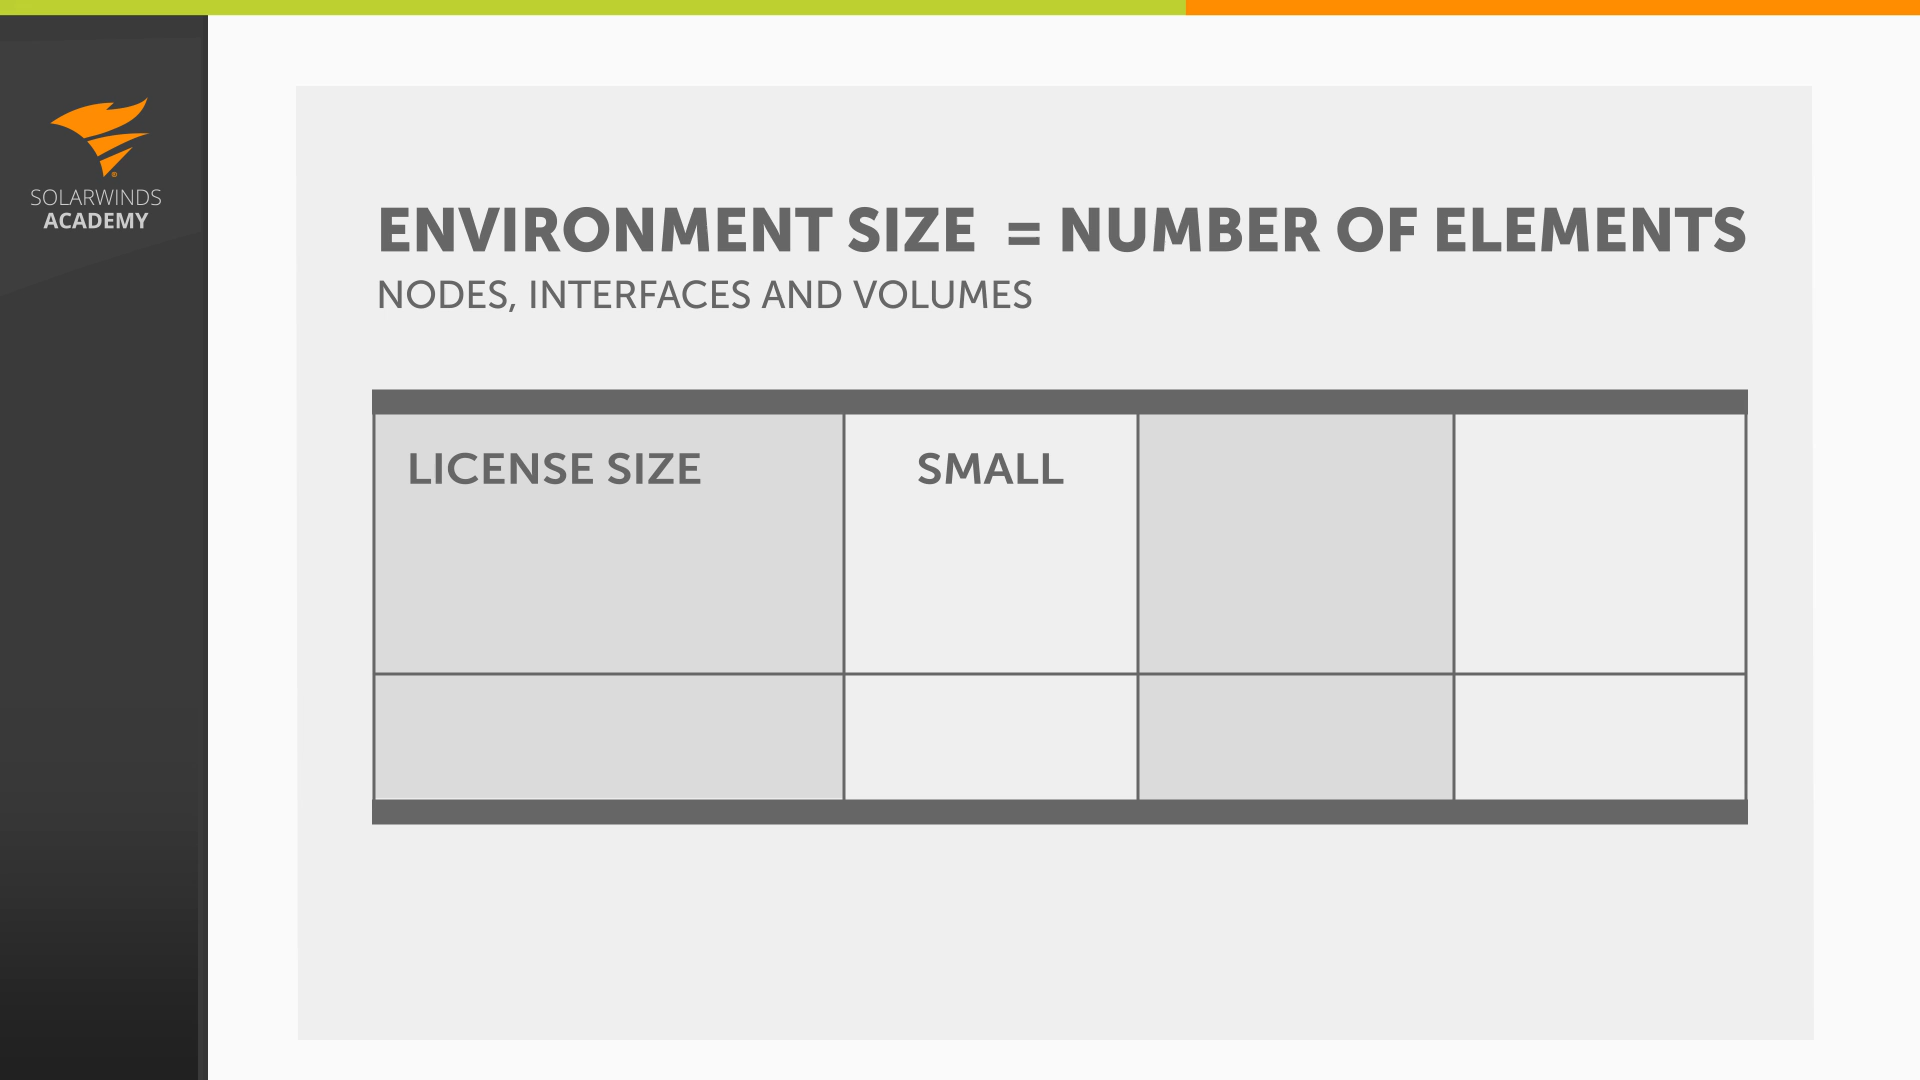 SOLARWINDS
ACADEMY
ENVIRONMENT SIZE = NUMBER OF ELEMENTS
NODES, INTERFACES AND VOLUMES
LICENSE SIZE SMALL